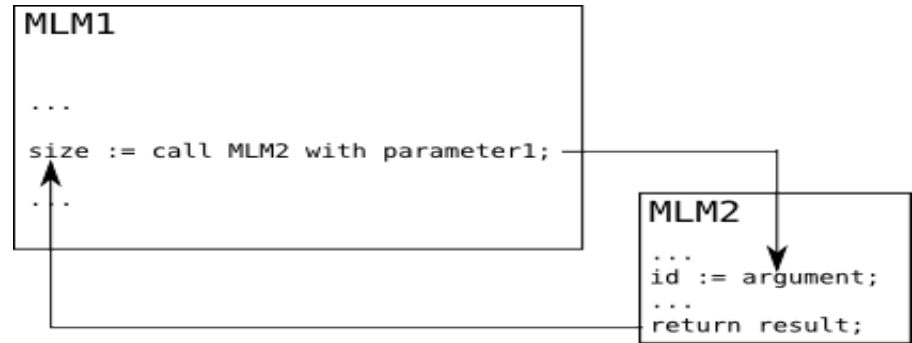 MLM1
...
size := call MLM2 with parameter1;
...
MLM2
...
id := argument;
...
return result;